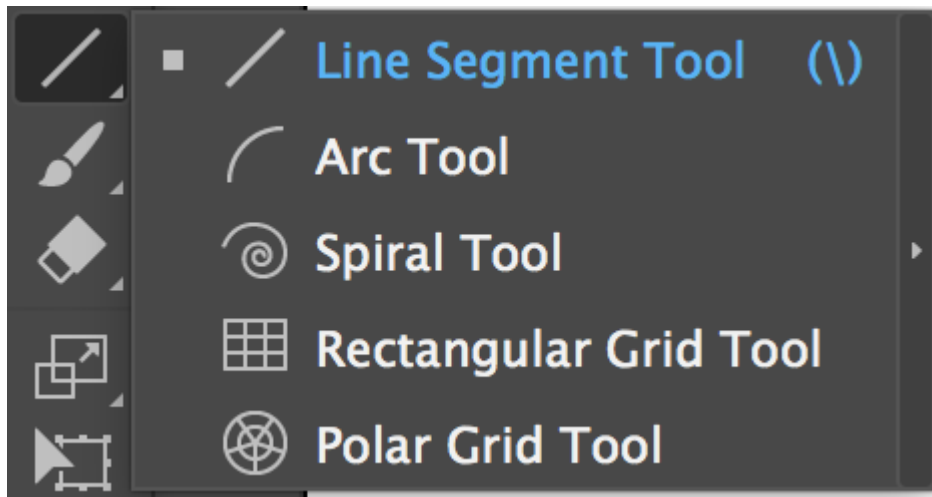 Line Segment Tool (\)
Arc Tool
Spiral Tool
Rectangular Grid Tool
Polar Grid Tool